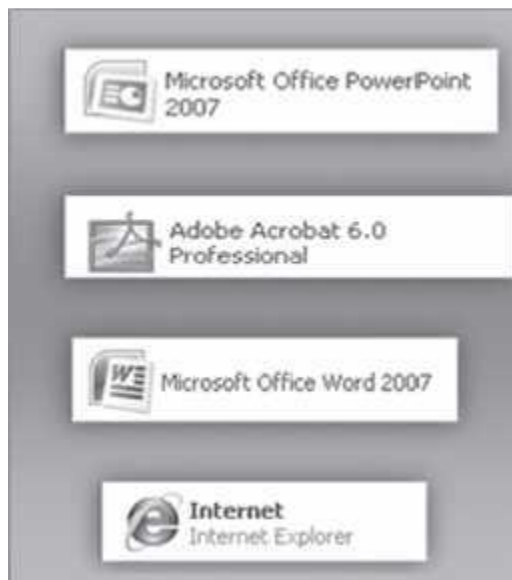 Microsoft Office PowerPoint
2007
Adobe Acrobat 6.0
Professional
Microsoft Office Word 2007
Internet
Internet Explorer